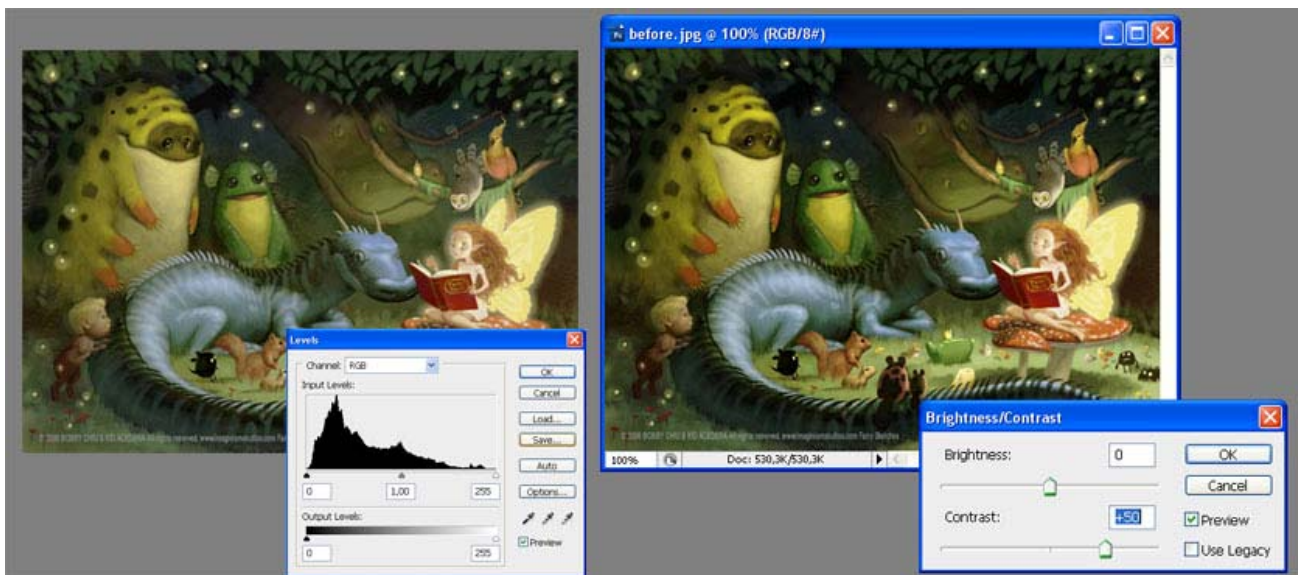 before.jpg @ 100% (RGB/8#)
Levels
Channel: RGB
Input Levels:
0 1,00 255
Output Levels:
0 255
OK
Cancel
Load...
Save...
Auto
Options...
Preview
100% Doc: 530,3K/530,3K
Brightness/Contrast
Brightness: 0
Contrast: +50
OK
Cancel
Preview
Use Legacy